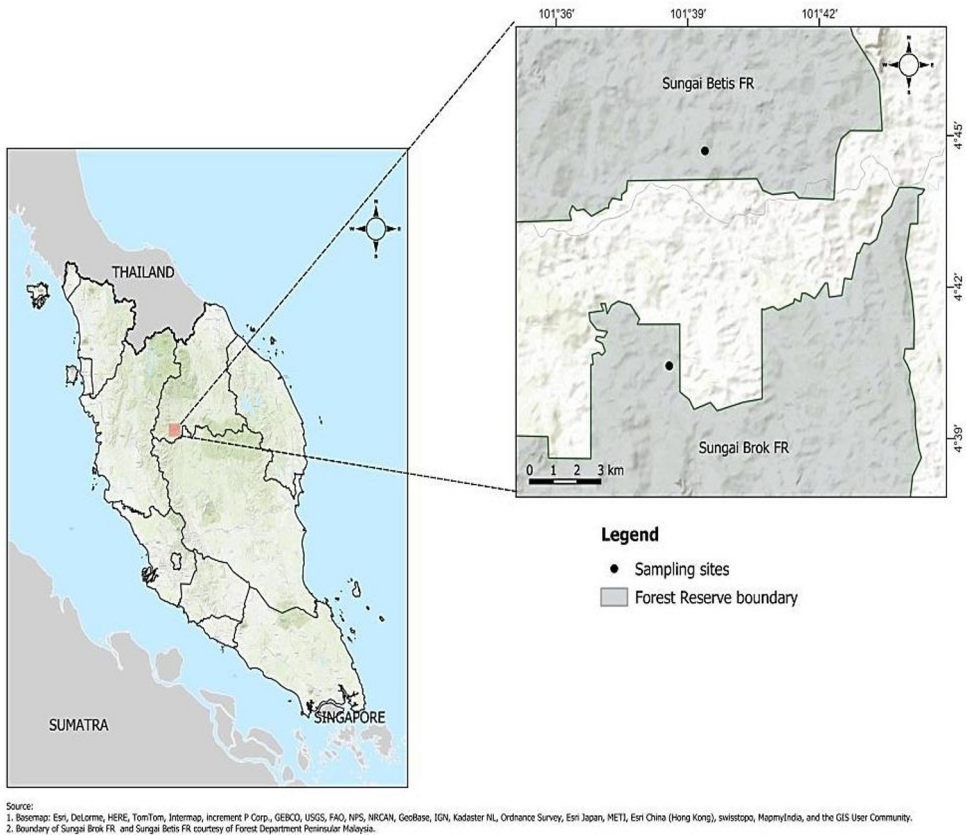 101°36′ 101°39′ 101°42′
N
W E
S
Sungai Betis FR
4°45′
N
W E
S
THAILAND
4°42′
Sungai Brok FR
4°39′
0 1 2 3 km
Legend
Sampling sites
Forest Reserve boundary
SINGAPORE
SUMATRA
Source:
1. Basemap: Esri, DeLorme, HERE, TomTom, Intermap, increment P Corp., GEBCO, USGS, FAO, NPS, NRCAN, GeoBase, IGN, Kadaster NL, Ordnance Survey, Esri Japan, METI, Esri China (Hong Kong), swisstopo, MapmyIndia, and the GIS User Community.
2. Boundary of Sungai Brok FR and Sungai Betis FR courtesy of Forest Department Peninsular Malaysia.